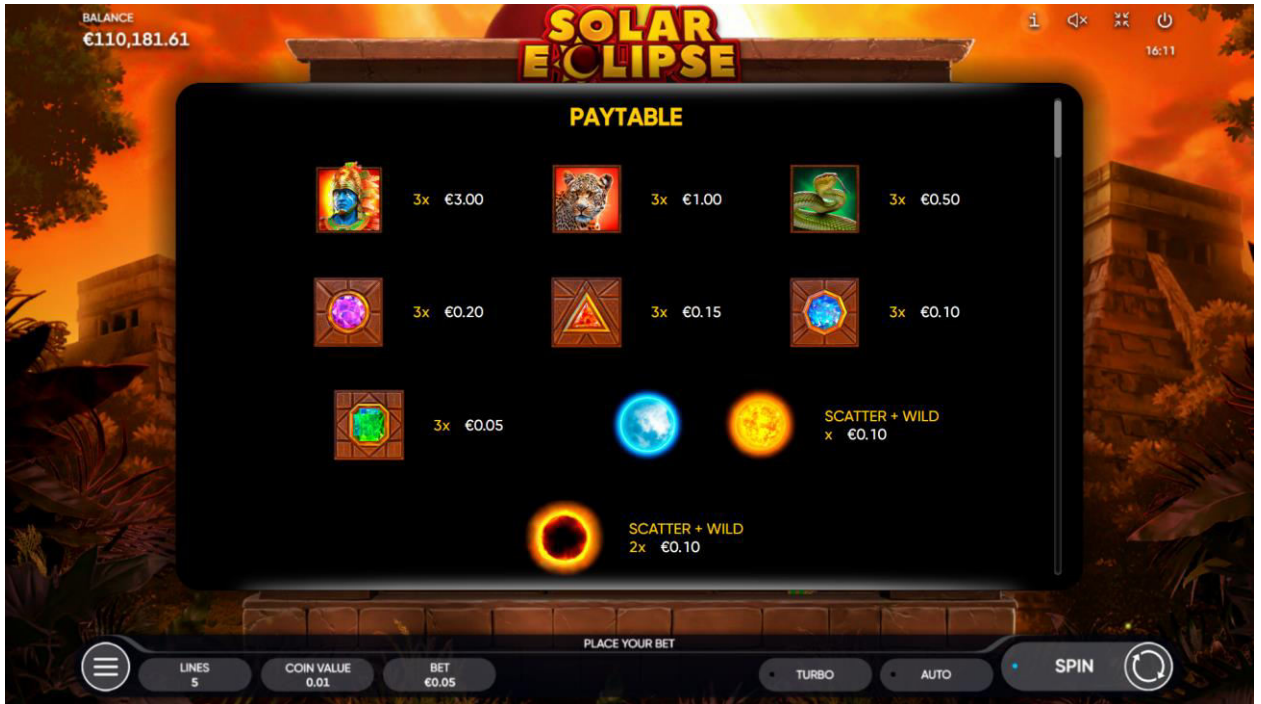 BALANCE
€110,181.61
SOLAR
ECLIPSE
16:11
PAYTABLE
3x €3.00
3x €1.00
3x €0.50
3x €0.20
3x €0.15
3x €0.10
3x €0.05
SCATTER + WILD
x €0.10
SCATTER + WILD
2x €0.10
PLACE YOUR BET
LINES
5
COIN VALUE
0.01
BET
€0.05
TURBO
AUTO
SPIN